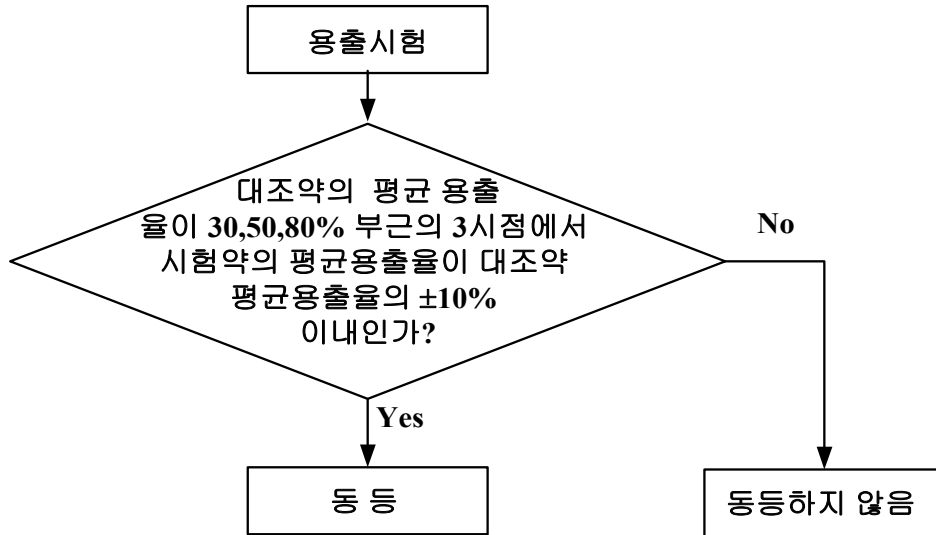 용출시험
대조약의 평균 용출
율이 30,50,80% 부근의 3시점에서
시험약의 평균용출율이 대조약
평균용출율의 ±10%
이내인가?
No
Yes
동 등
동등하지 않음